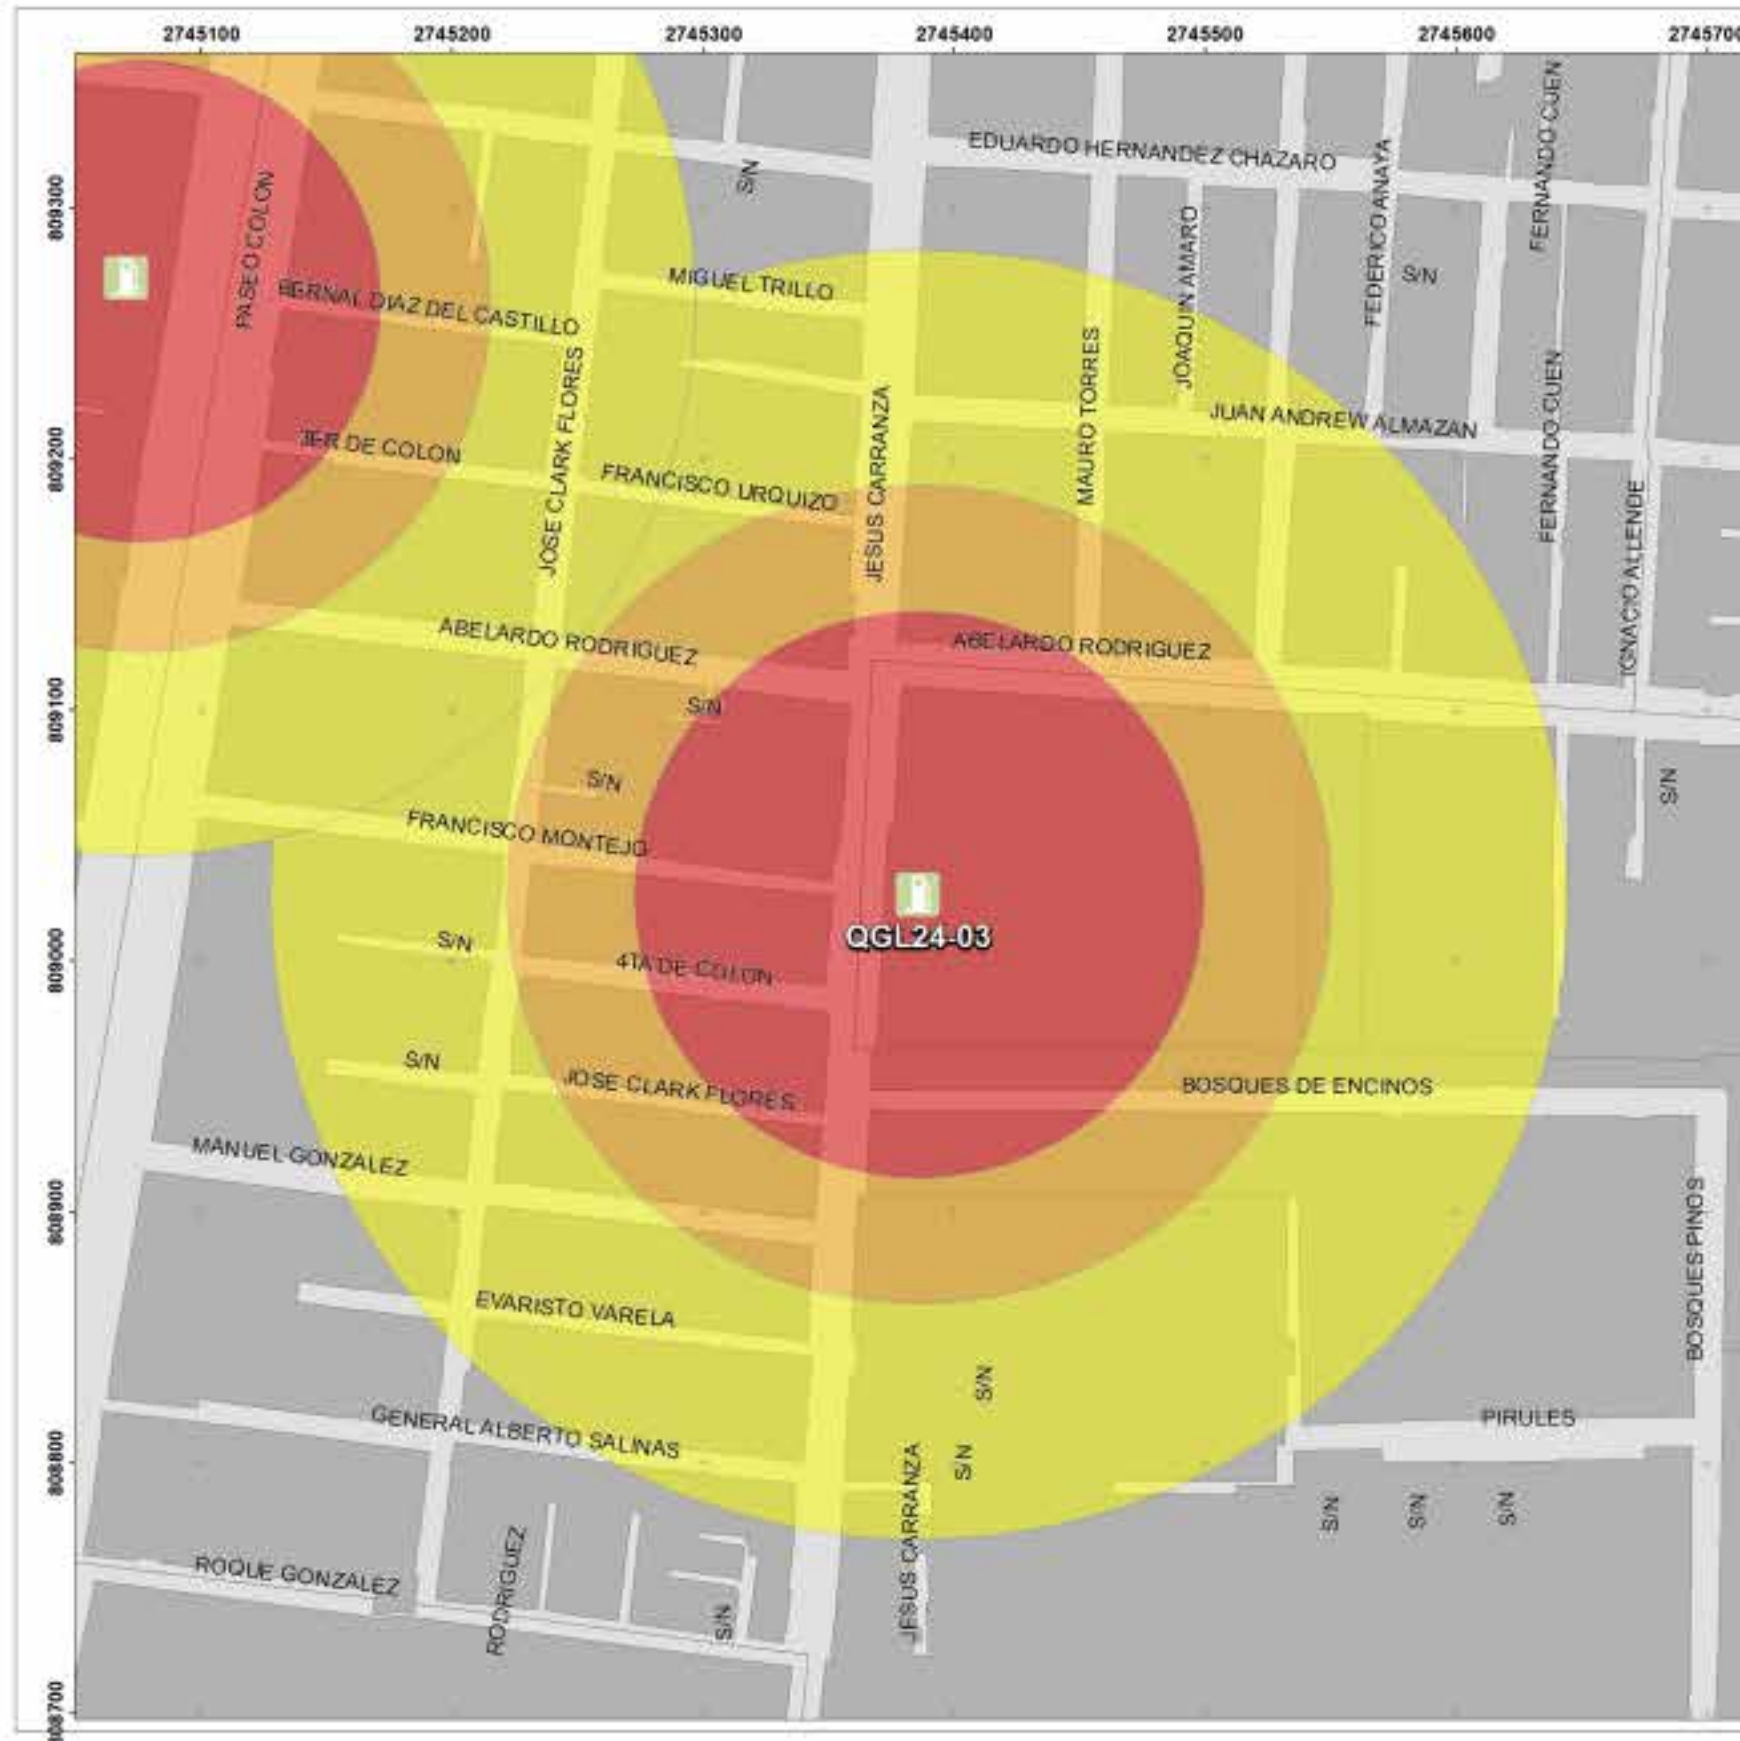 2745100 2745200 2745300 2745400 2745500 2745600 274570
809300
809200
809100
809000
808900
808800
808700
EDUARDO HERNANDEZ CHAZARO
FERNANDO CUEN
S/N
PASEO COLON
FEDERICO ANAYA
JOAQUIN AMARO
S/N
MIGUEL TRILLO
BERNAL DIAZ DEL CASTILLO
JOSE CLARK FLORES
MAURO TORRES
FERNANDO CUEN
JUAN ANDREW ALMAZAN
JESUS CARRANZA
3ER DE COLON
FRANCISCO URQUIZO
IGNACIO ALLENDE
ABELARDO RODRIGUEZ
ABELARDO RODRIGUEZ
S/N
S/N
S/N
FRANCISCO MONTEJO
QGL24-03
S/N
4TA DE COLON
S/N
JOSE CLARK FLORES
BOSQUES DE ENCINOS
MANUEL GONZALEZ
BOSQUES PINOS
EVARISTO VARELA
S/N
GENERAL ALBERTO SALINAS
PIRULES
S/N
JESUS CARRANZA
S/N
S/N
S/N
ROQUE GONZALEZ
RODRIGUEZ
S/N